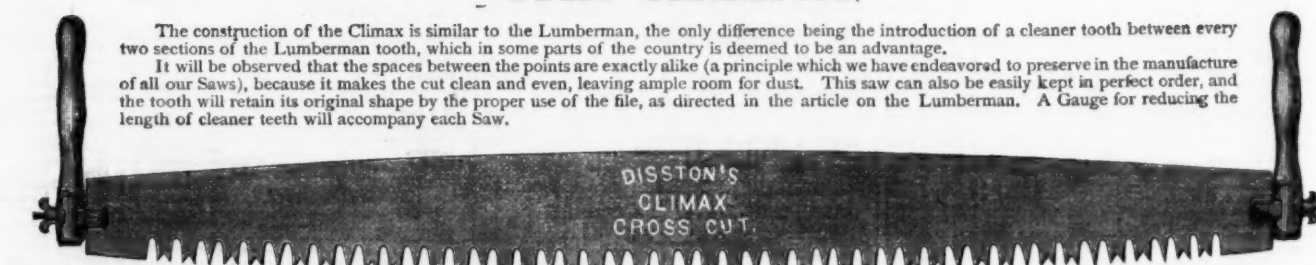 The construction of the Climax is similar to the Lumberman, the only difference being the introduction of a cleaner tooth between every
two sections of the Lumberman tooth, which in some parts of the country is deemed to be an advantage.
It will be observed that the spaces between the points are exactly alike (a principle which we have endeavored to preserve in the manufacture
of all our Saws), because it makes the cut clean and even, leaving ample room for dust. This saw can also be easily kept in perfect order, and
the tooth will retain its original shape by the proper use of the file, as directed in the article on the Lumberman. A Gauge for reducing the
length of cleaner teeth will accompany each Saw.
DISSTON'S
CLIMAX
CROSS CUT.